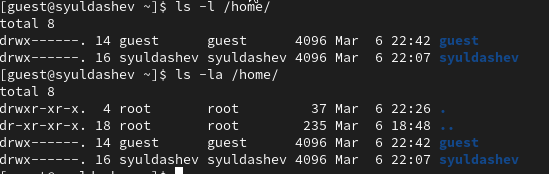 [guest@syuldashev ~]$ ls -l /home/
total 8
drwx------. 14 guest     guest     4096 Mar  6 22:42 guest
drwx------. 16 syuldashev syuldashev 4096 Mar  6 22:07 syuldashev
[guest@syuldashev ~]$ ls -la /home/
total 8
drwxr-xr-x.  4 root      root        37 Mar  6 22:26 .
dr-xr-xr-x. 18 root      root       235 Mar  6 18:48 ..
drwx------. 14 guest     guest     4096 Mar  6 22:42 guest
drwx------. 16 syuldashev syuldashev 4096 Mar  6 22:07 syuldashev
[guest@syuldashev ~]$